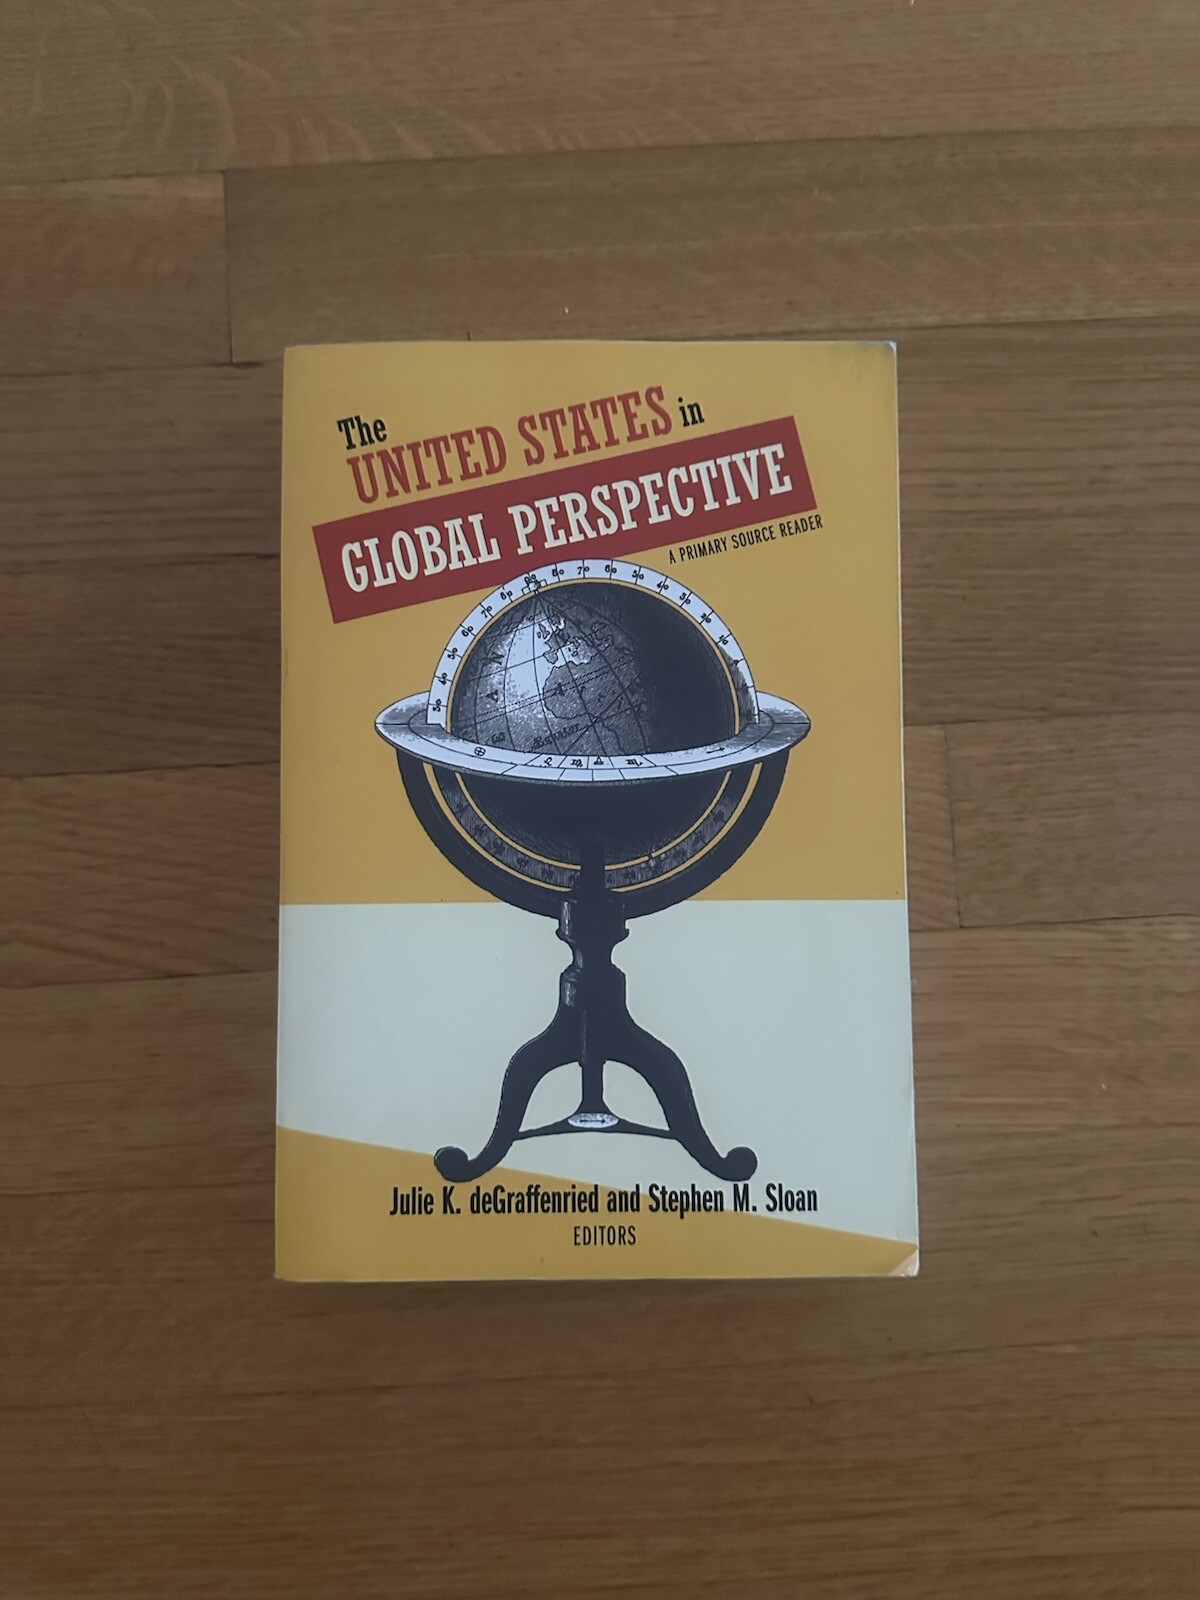 The
UNITED STATES in
GLOBAL PERSPECTIVE
A PRIMARY SOURCE READER
Julie K. deGraffenried and Stephen M. Sloan
EDITORS